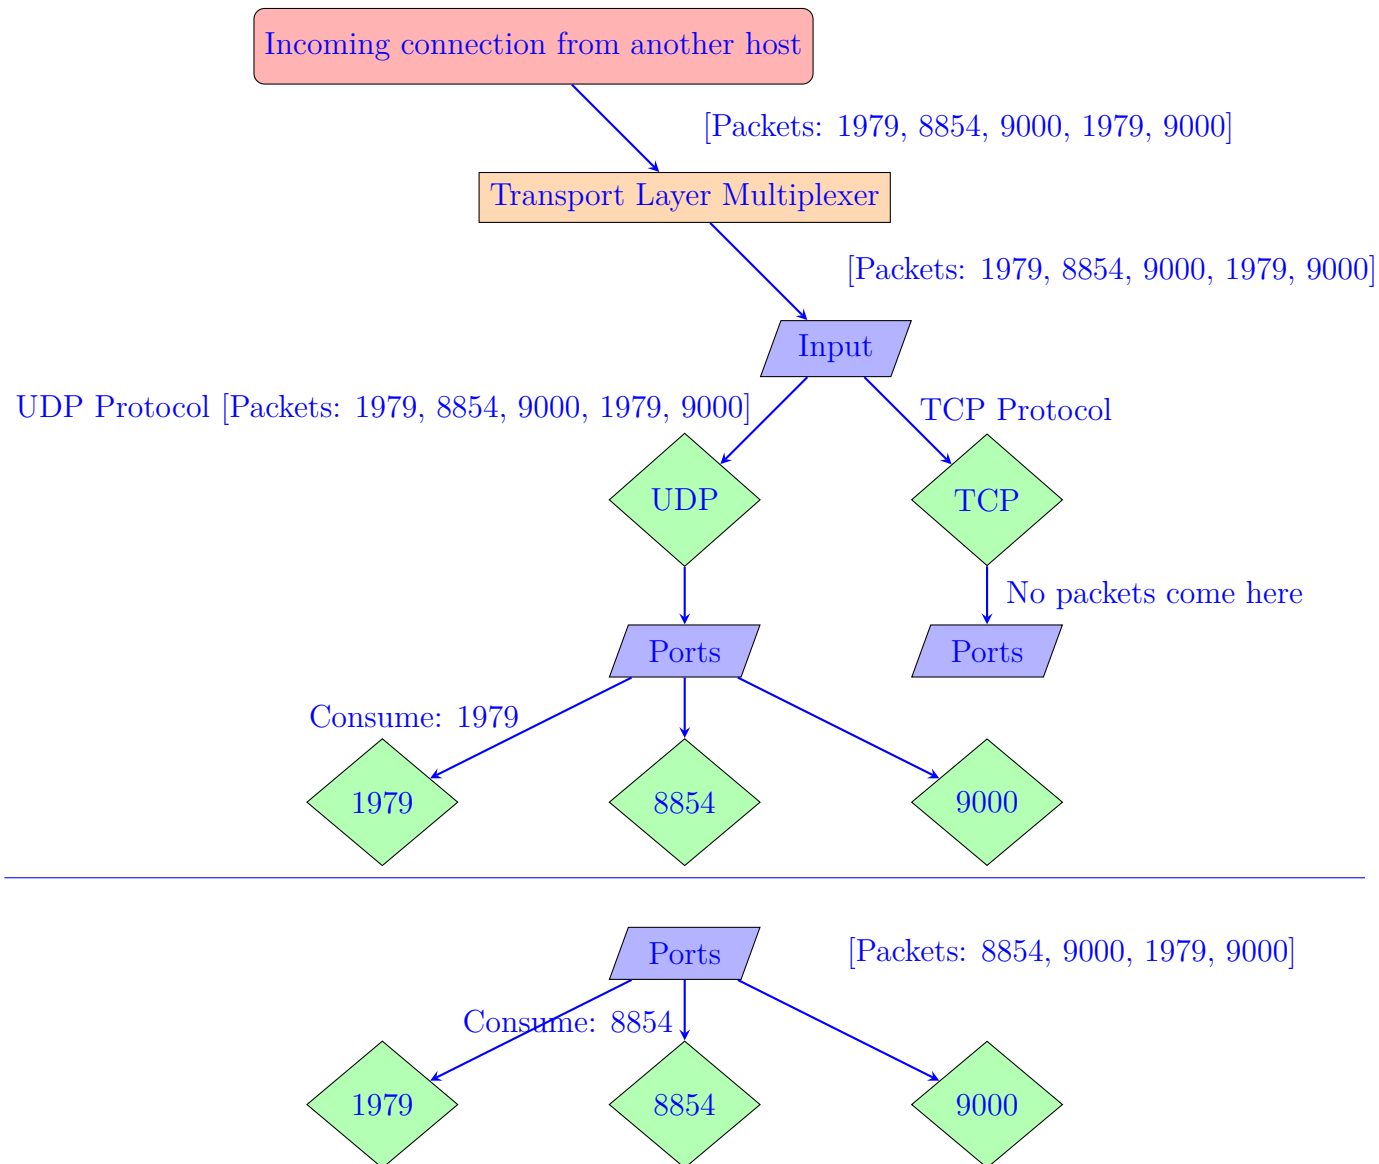 Incoming connection from another host
[Packets: 1979, 8854, 9000, 1979, 9000]
Transport Layer Multiplexer
[Packets: 1979, 8854, 9000, 1979, 9000]
Input
UDP Protocol [Packets: 1979, 8854, 9000, 1979, 9000]
TCP Protocol
UDP
TCP
No packets come here
Ports
Ports
Consume: 1979
1979
8854
9000
Ports
[Packets: 8854, 9000, 1979, 9000]
Consume: 8854
1979
8854
9000